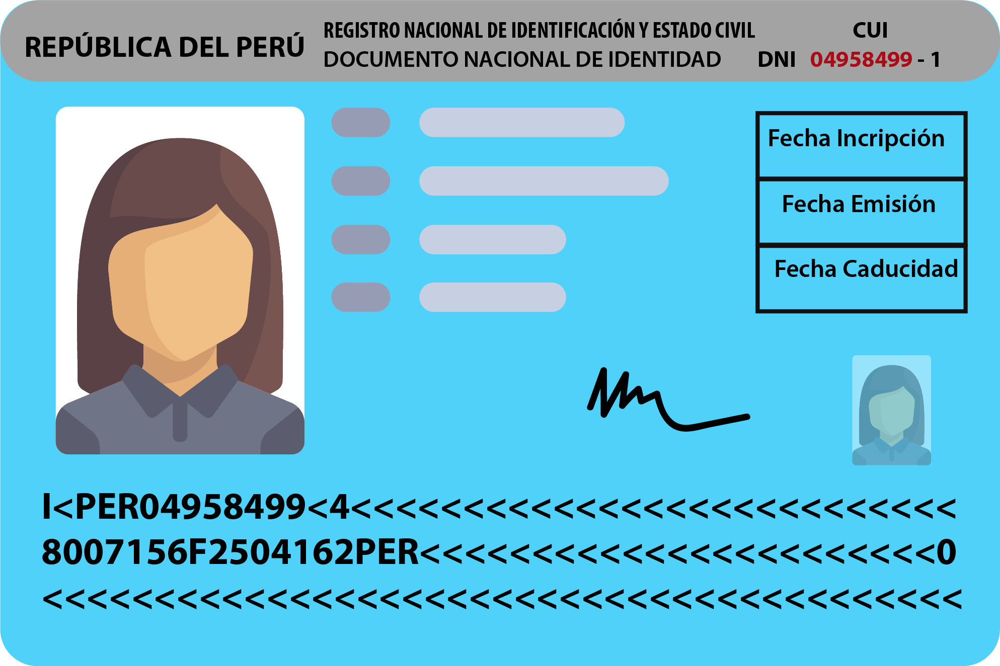 REPÚBLICA DEL PERÚ
REGISTRO NACIONAL DE IDENTIFICACIÓN Y ESTADO CIVIL
DOCUMENTO NACIONAL DE IDENTIDAD
CUI
DNI 04958499 - 1
Fecha Incripción
Fecha Emisión
Fecha Caducidad
I<PER04958499<4<<<<<<<<<<<<<<<<<<<<<<<<<<<
8007156F2504162PER<<<<<<<<<<<<<<<<<<<<<<<0
<<<<<<<<<<<<<<<<<<<<<<<<<<<<<<<<<<<<<<<<<